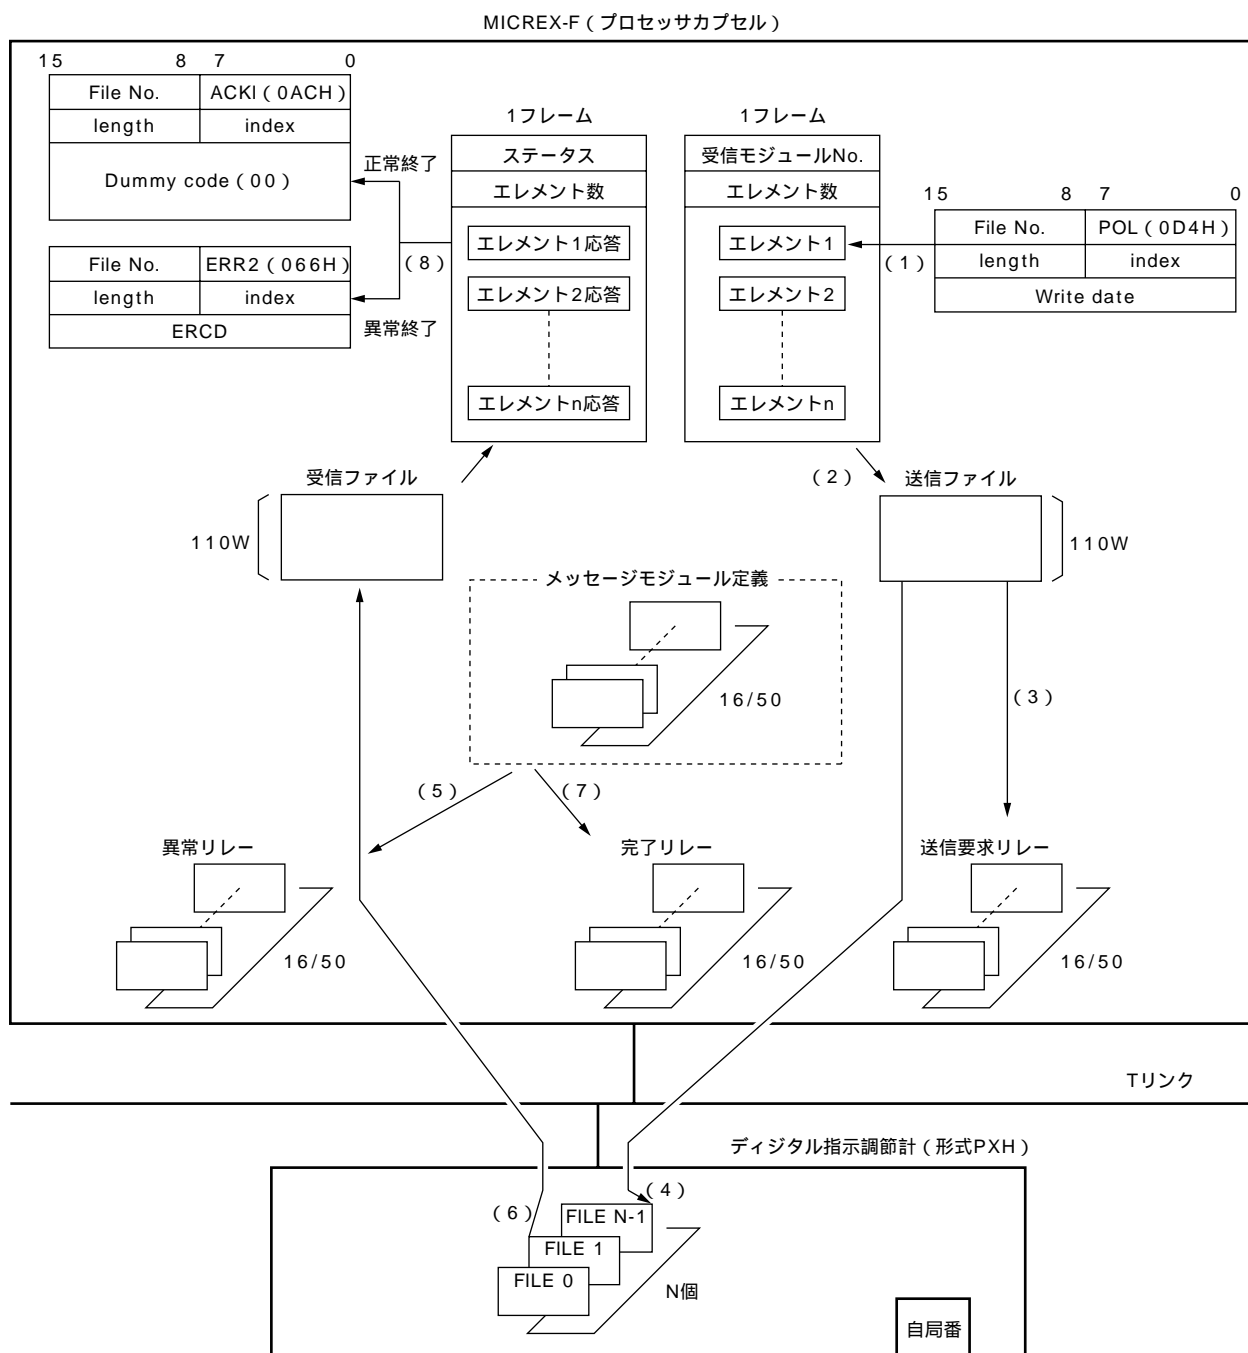 MICREX-F（プロセッサカプセル）
15 8 7 0
File No. ACKI（0ACH）
length index
Dummy code（00）
正常終了
File No. ERR2（066H）
length index
ERCD
異常終了
（8）
1フレーム
ステータス
エレメント数
エレメント1応答
エレメント2応答
エレメントn応答
1フレーム
受信モジュールNo.
エレメント数
エレメント1
エレメント2
エレメントn
（1）
15 8 7 0
File No. POL（0D4H）
length index
Write date
受信ファイル
110W
（2）
送信ファイル
110W
メッセージモジュール定義
16/50
（3）
（5）
（7）
異常リレー
16/50
完了リレー
16/50
送信要求リレー
16/50
Tリンク
ディジタル指示調節計（形式PXH）
（4）
（6）
FILE N-1
FILE 1
FILE 0
N個
自局番